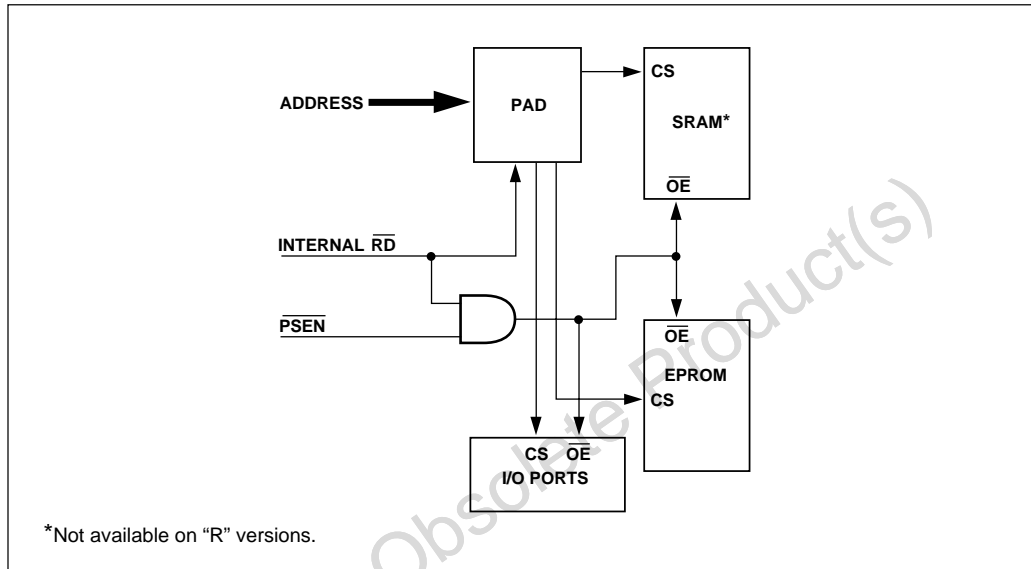 CS
ADDRESS
PAD
SRAM*
OE
INTERNAL RD
PSEN
OE
EPROM
CS
CS OE
I/O PORTS
*Not available on “R” versions.
Obsolete Product(s)